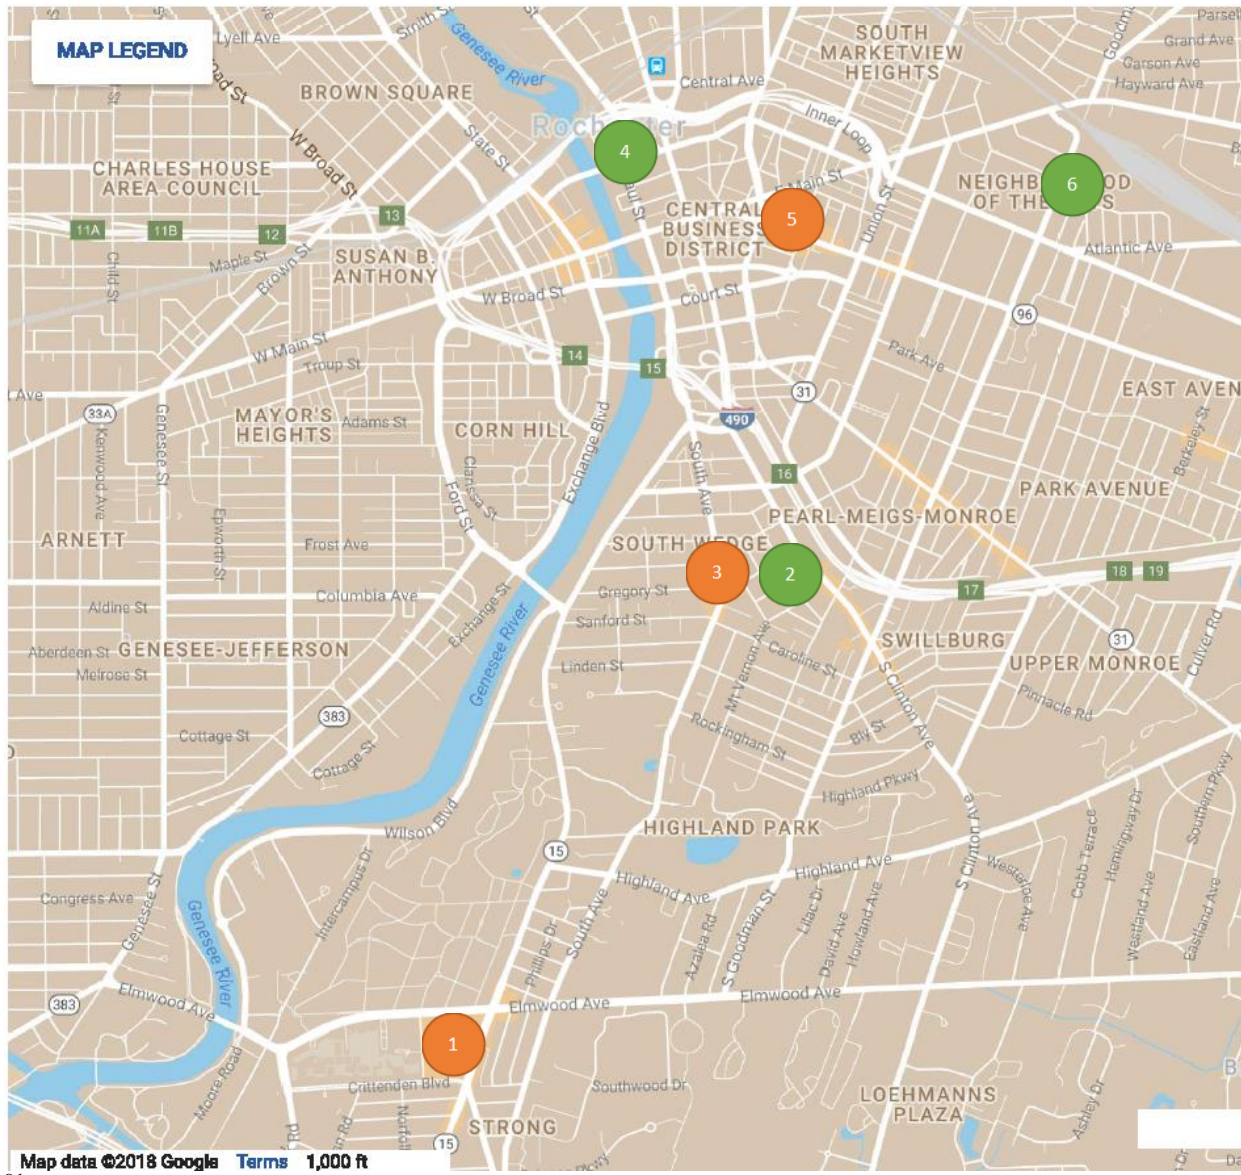 MAP LEGEND
Lyell Ave
Smith St
Genesee River
Central Ave
SOUTH
MARKETVIEW
HEIGHTS
Grand Ave
Garson Ave
Hayward Ave
BROWN SQUARE
State St
W Broad St
Inner Loop
CHARLES HOUSE
AREA COUNCIL
4
E Main St
Union St
6
5
CENTRAL
BUSINESS
DISTRICT
11A
11B
12
13
Atlantic Ave
Child St
Maple St
Brown St
SUSAN B.
ANTHONY
W Broad St
Court St
96
W Main St
Troup St
14
15
Park Ave
31
EAST AVEN
33A
Kenwood Ave
Genesee St
MAYOR'S
HEIGHTS
Adams St
CORN HILL
Exchange Blvd
490
South Ave
Berkeley St
Clarissa St
Ford St
16
PARK AVENUE
PEARL-MEIGS-MONROE
ARNETT
Epworth St
Frost Ave
SOUTH WEDGE
3
2
18
19
17
Aldine St
Columbia Ave
Exchange St
Gregory St
Sanford St
Genesee River
Aberdeen St
GENESEE-JEFFERSON
Melrose St
Linden St
Mt Vernon Ave
Caroline St
SWILLBURG
UPPER MONROE
31
Culver Rd
Pinnacle Rd
S Clinton Ave
383
Cottage St
Cottage St
Rockingham St
Bly St
Highland Pkwy
Southern Pkwy
Wilson Blvd
HIGHLAND PARK
15
Highland Ave
Highland Ave
S Clinton Ave
Westerloe Ave
Cobb Terrace
Hemingway Dr
Congress Ave
Genesee St
Intercampus Dr
Genesee River
Phillips Dr
South Ave
Azalea Rd
S Goodman St
Lilac Dr
David Ave
Howland Ave
Westland Ave
Eastland Ave
383
Elmwood Ave
Elmwood Ave
Elmwood Ave
1
Moore Road
Crittenden Blvd
Southwood Dr
LOEHMANNS
PLAZA
Ashley Dr
STRONG
15
Map data ©2018 Google Terms 1,000 ft